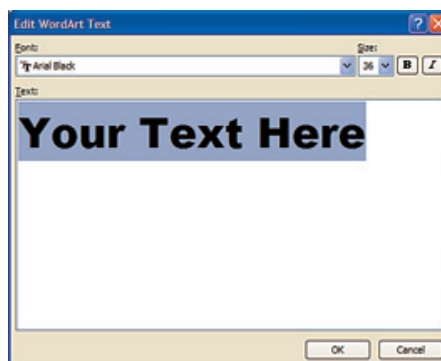 Edit WordArt Text
Font:
Size:
Arial Black
36
B
I
Text:
Your Text Here
OK
Cancel